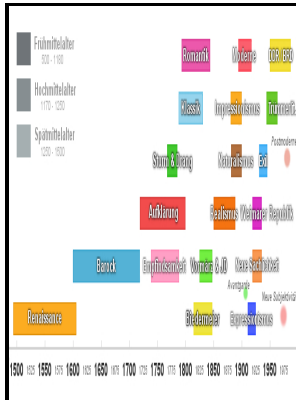 Frühmittelalter
500 - 1180
Romantik
Moderne
DDR/ BRD
Hochmittelalter
1170 - 1250
Klassik
Impressionismus
Spätmittelalter
1250 - 1500
Sturm & Drang
Naturalismus
Exil
Postmoderne
Aufklärung
Realismus
Weimarer Republik
Barock
Empfindsamkeit
Vormärz & JD
Neue Sachlichkeit
Avantgarde
Neue Subjektivität
Renaissance
Biedermeier
Expressionismus
1500 1525 1550 1575 1600 1625 1650 1675 1700 1725 1750 1775 1800 1825 1850 1875 1900 1925 1950 1975